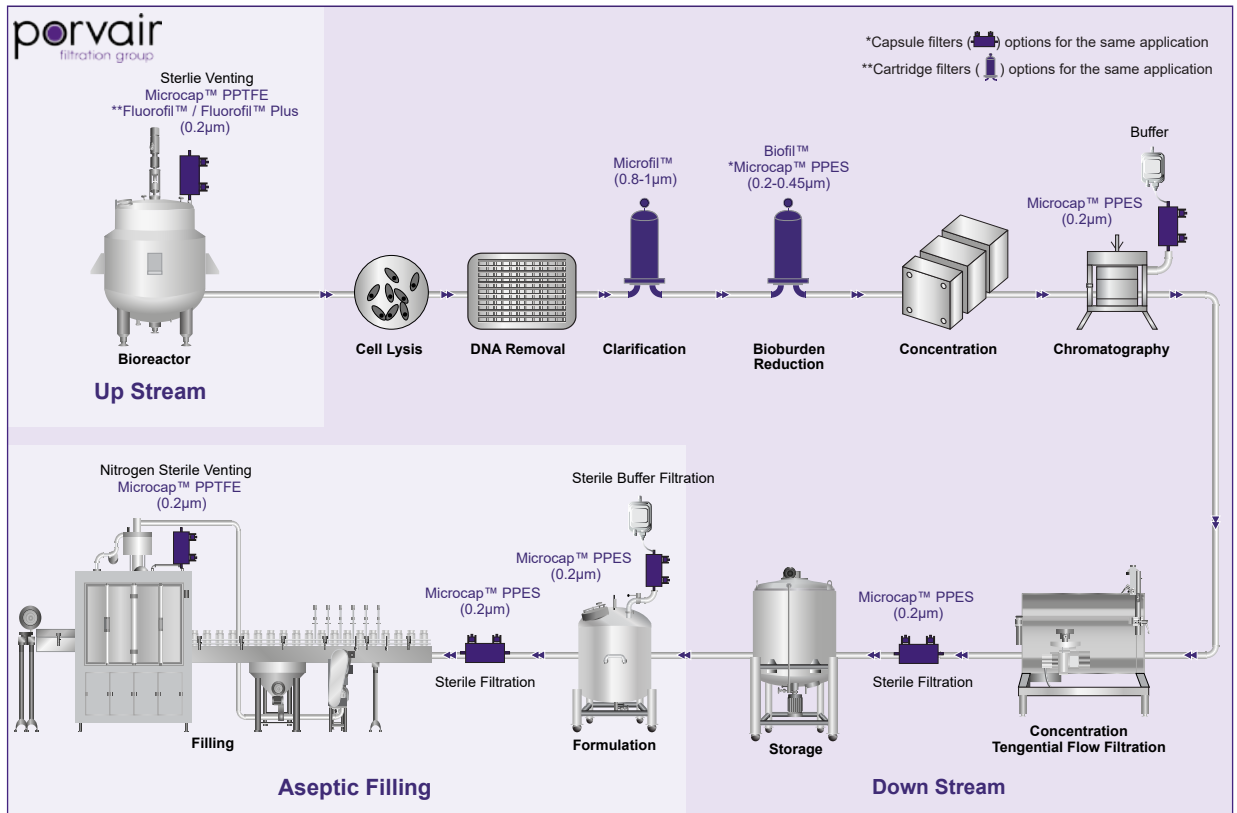 porvair
filtration group
*Capsule filters ( ) options for the same application
**Cartridge filters ( ) options for the same application
Sterlie Venting
Microcap™ PPTFE
**Fluorofil™ / Fluorofil™ Plus
(0.2µm)
Bioreactor
Up Stream
Cell Lysis
DNA Removal
Microfil™
(0.8-1µm)
Clarification
Biofil™
*Microcap™ PPES
(0.2-0.45µm)
Bioburden
Reduction
Concentration
Buffer
Microcap™ PPES
(0.2µm)
Chromatography
Nitrogen Sterile Venting
Microcap™ PPTFE
(0.2µm)
Filling
Microcap™ PPES
(0.2µm)
Sterile Filtration
Sterile Buffer Filtration
Microcap™ PPES
(0.2µm)
Formulation
Aseptic Filling
Storage
Microcap™ PPES
(0.2µm)
Sterile Filtration
Concentration
Tengential Flow Filtration
Down Stream